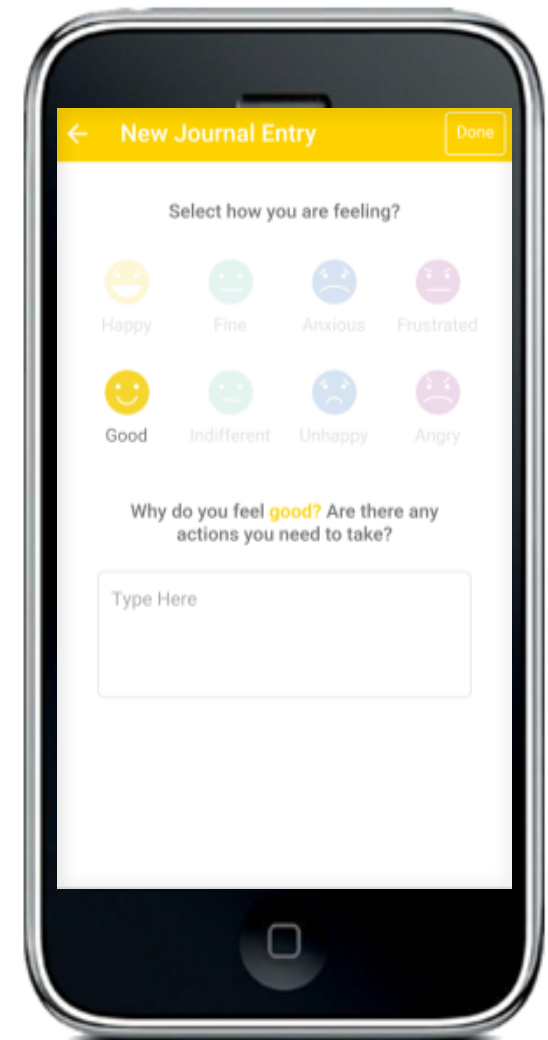 New Journal Entry
Done
Select how you are feeling?
Happy Fine Anxious Frustrated
Good Indifferent Unhappy Angry
Why do you feel good? Are there any
actions you need to take?
Type Here